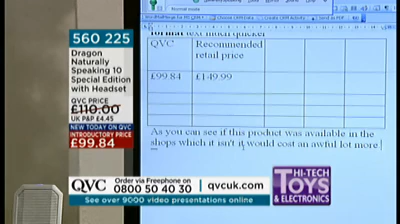 560 225
Dragon
Naturally
Speaking 10
Special Edition
with Headset
QVC PRICE
£110.00
UK P&P £4.45
NEW TODAY ON QVC
INTRODUCTORY PRICE
£99.84
format text much quicker
QVC Recommended
retail price
£99.84 £149.99
As you can see if this product was available in the
shops which it isn't it would cost an awful lot more
QVC Order via Freephone on
0800 50 40 30 qvcuk.com
See over 9000 video presentations online
HI-TECH
TOYS
& ELECTRONICS